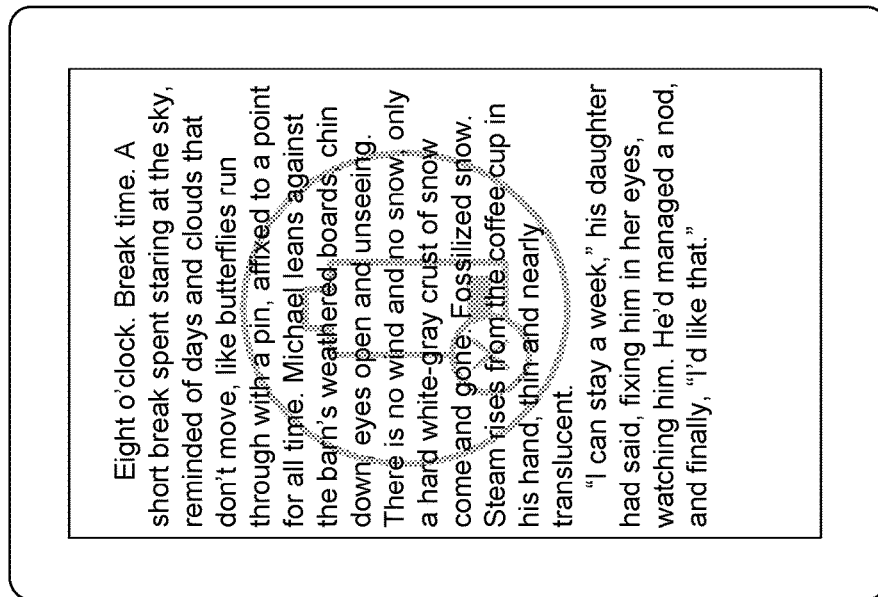 Eight o’clock. Break time. A
short break spent staring at the sky,
reminded of days and clouds that
don’t move, like butterflies run
through with a pin, affixed to a point
for all time. Michael leans against
the barn’s weathered boards, chin
down, eyes open and unseeing.
There is no wind and no snow, only
a hard white-gray crust of snow
come and gone. Fossilized snow.
Steam rises from the coffee cup in
his hand, thin and nearly
translucent.
“I can stay a week,” his daughter
had said, fixing him in her eyes,
watching him. He’d managed a nod,
and finally, “I’d like that.”